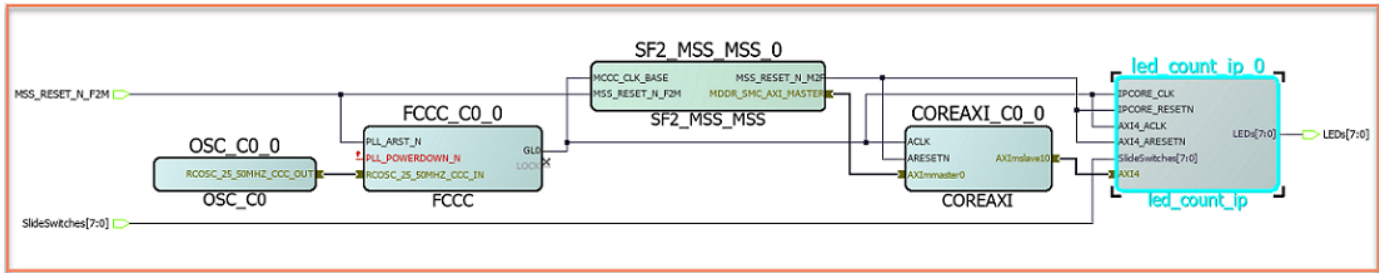 MSS_RESET_N_F2M
OSC_C0_0
RCOSC_25_50MHZ_CCC_OUT
OSC_C0
FCCC_C0_0
PLL_ARST_N
PLL_POWERDOWN_N
RCOSC_25_50MHZ_CCC_IN
GL0
LOCK
FCCC
SF2_MSS_MSS_0
MCCC_CLK_BASE
MSS_RESET_N_F2M
MSS_RESET_N_M2F
MDDR_SMC_AXI_MASTER
SF2_MSS_MSS
COREAXI_C0_0
ACLK
ARESETN
AXImmaster0
AXImslave10
COREAXI
led_count_ip_0
IPCORE_CLK
IPCORE_RESETN
AXI4_ACLK
AXI4_ARESETN
SlideSwitches[7:0]
AXI4
LEDs[7:0]
led_count_ip
LEDs[7:0]
SlideSwitches[7:0]